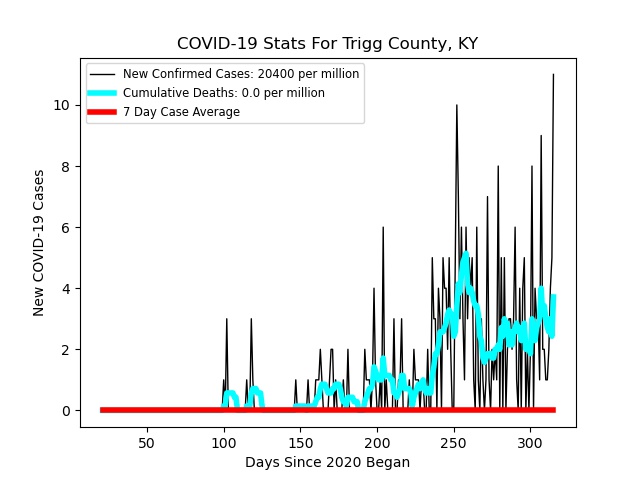 COVID-19 Stats For Trigg County, KY
New Confirmed Cases: 20400 per million
Cumulative Deaths: 0.0 per million
7 Day Case Average
New COVID-19 Cases
10
8
6
4
2
0
50 100 150 200 250 300
Days Since 2020 Began